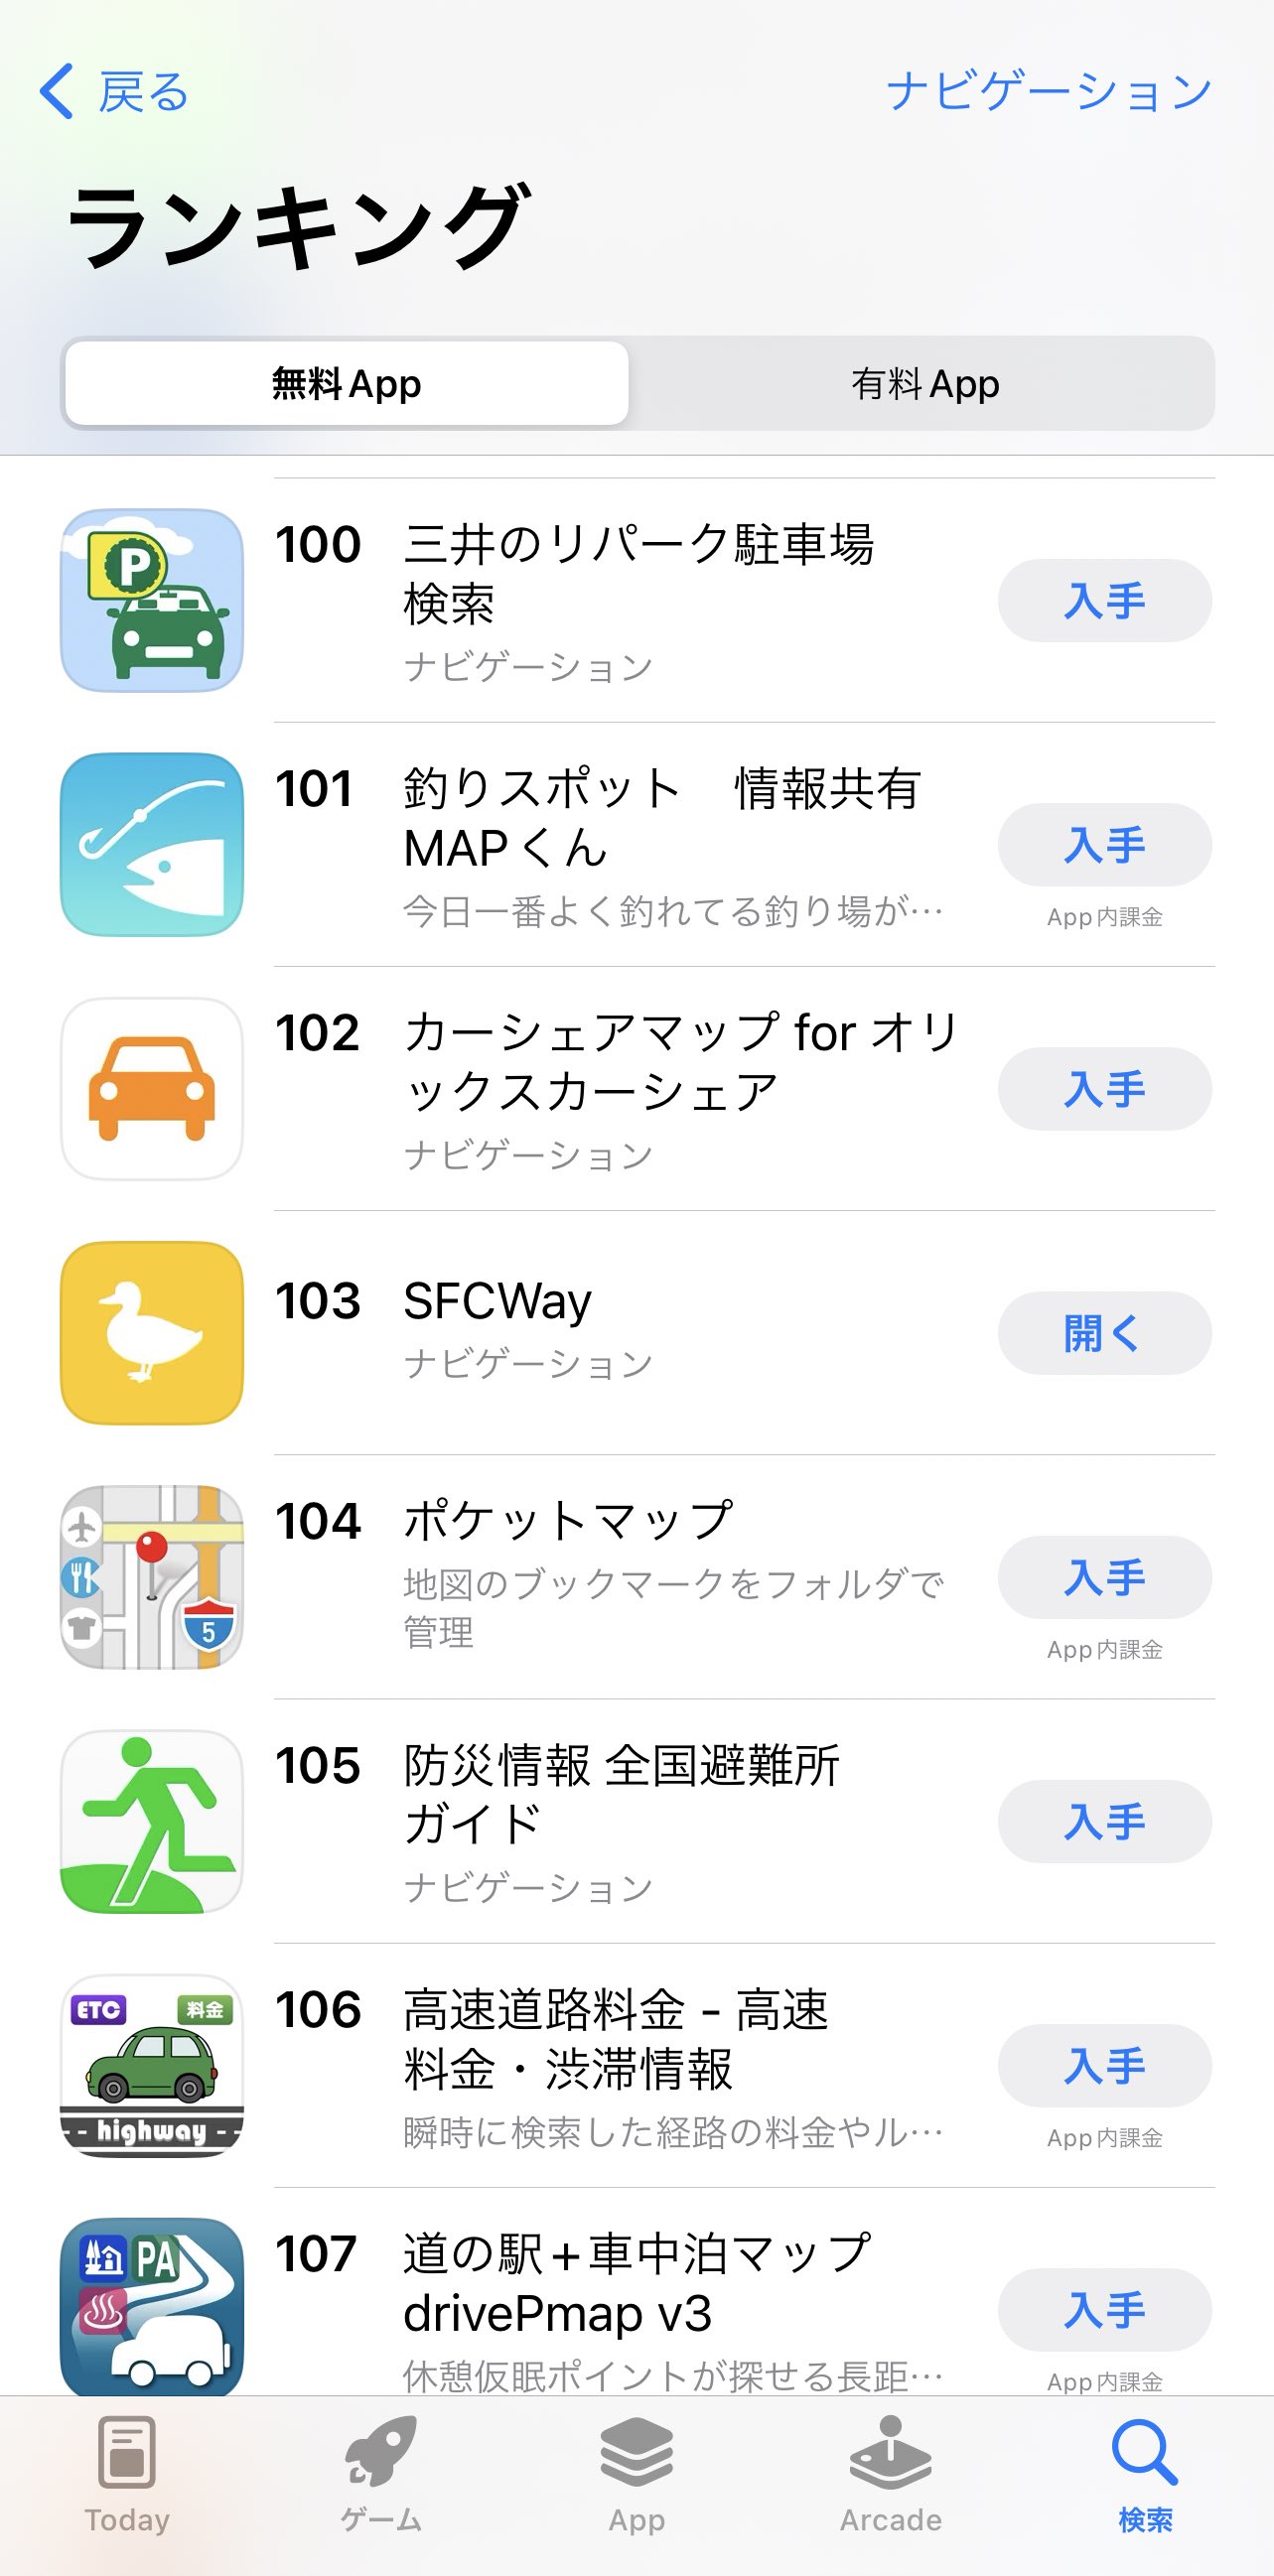 戻る
ナビゲーション
ランキング
無料App
有料App
P
100 三井のリパーク駐車場
検索
ナビゲーション
入手
101 釣りスポット　情報共有
MAPくん
今日一番よく釣れてる釣り場が…
入手
App内課金
102 カーシェアマップ for オリ
ックスカーシェア
ナビゲーション
入手
103 SFCWay
ナビゲーション
開く
5
104 ポケットマップ
地図のブックマークをフォルダで
管理
入手
App内課金
105 防災情報 全国避難所
ガイド
ナビゲーション
入手
ETC 料金
highway
106 高速道路料金 - 高速
料金・渋滞情報
瞬時に検索した経路の料金やル…
入手
App内課金
PA
107 道の駅+車中泊マップ
drivePmap v3
休憩仮眠ポイントが探せる長距…
入手
App内課金
Today
ゲーム
App
Arcade
検索